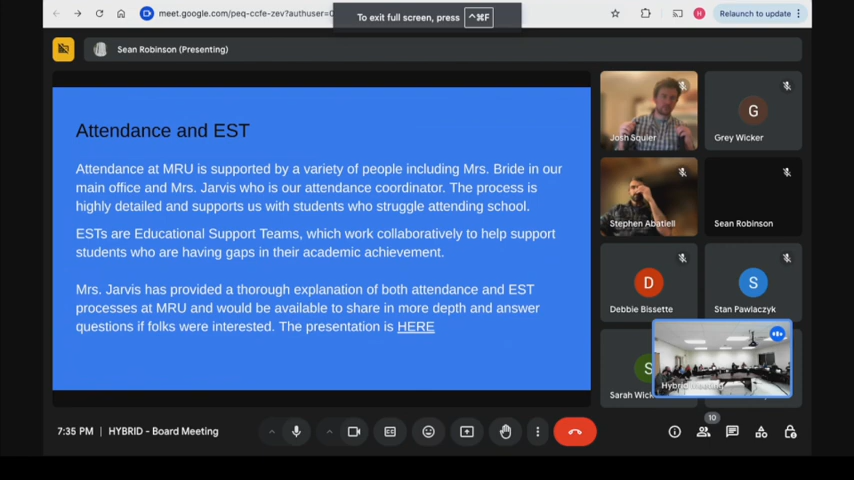 meet.google.com/peq-ccfe-zev?authuser=0
To exit full screen, press ^⌘F
H
Relaunch to update
Sean Robinson (Presenting)
Attendance and EST
Attendance at MRU is supported by a variety of people including Mrs. Bride in our
main office and Mrs. Jarvis who is our attendance coordinator. The process is
highly detailed and supports us with students who struggle attending school.
ESTs are Educational Support Teams, which work collaboratively to help support
students who are having gaps in their academic achievement.
Mrs. Jarvis has provided a thorough explanation of both attendance and EST
processes at MRU and would be available to share in more depth and answer
questions if folks were interested. The presentation is HERE
Josh Squier
G
Grey Wicker
Stephen Abatiell
Sean Robinson
D
Debbie Bissette
S
Stan Pawlaczyk
S
Sarah Wick
Hybrid
7:35 PM | HYBRID - Board Meeting
10